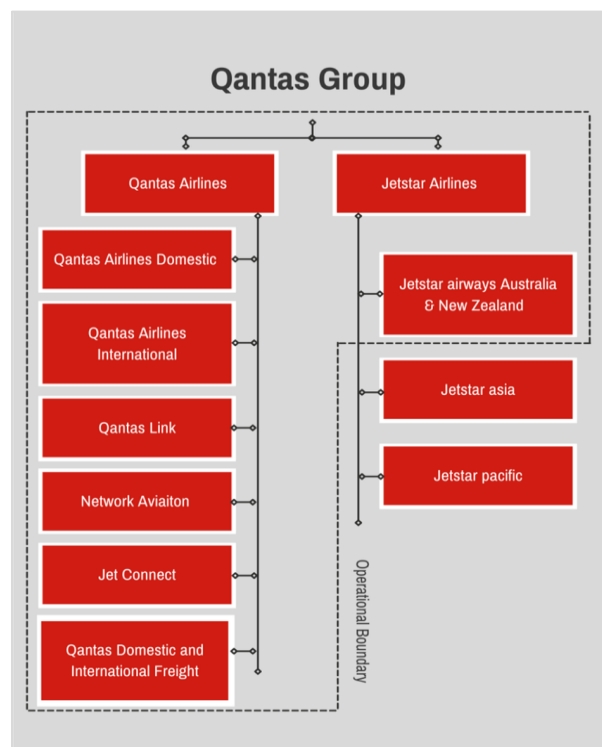 Qantas Group
Qantas Airlines
Jetstar Airlines
Qantas Airlines Domestic
Qantas Airlines
International
Qantas Link
Network Aviaiton
Jet Connect
Qantas Domestic and
International Freight
Jetstar airways Australia
& New Zealand
Jetstar asia
Jetstar pacific
Operational Boundary